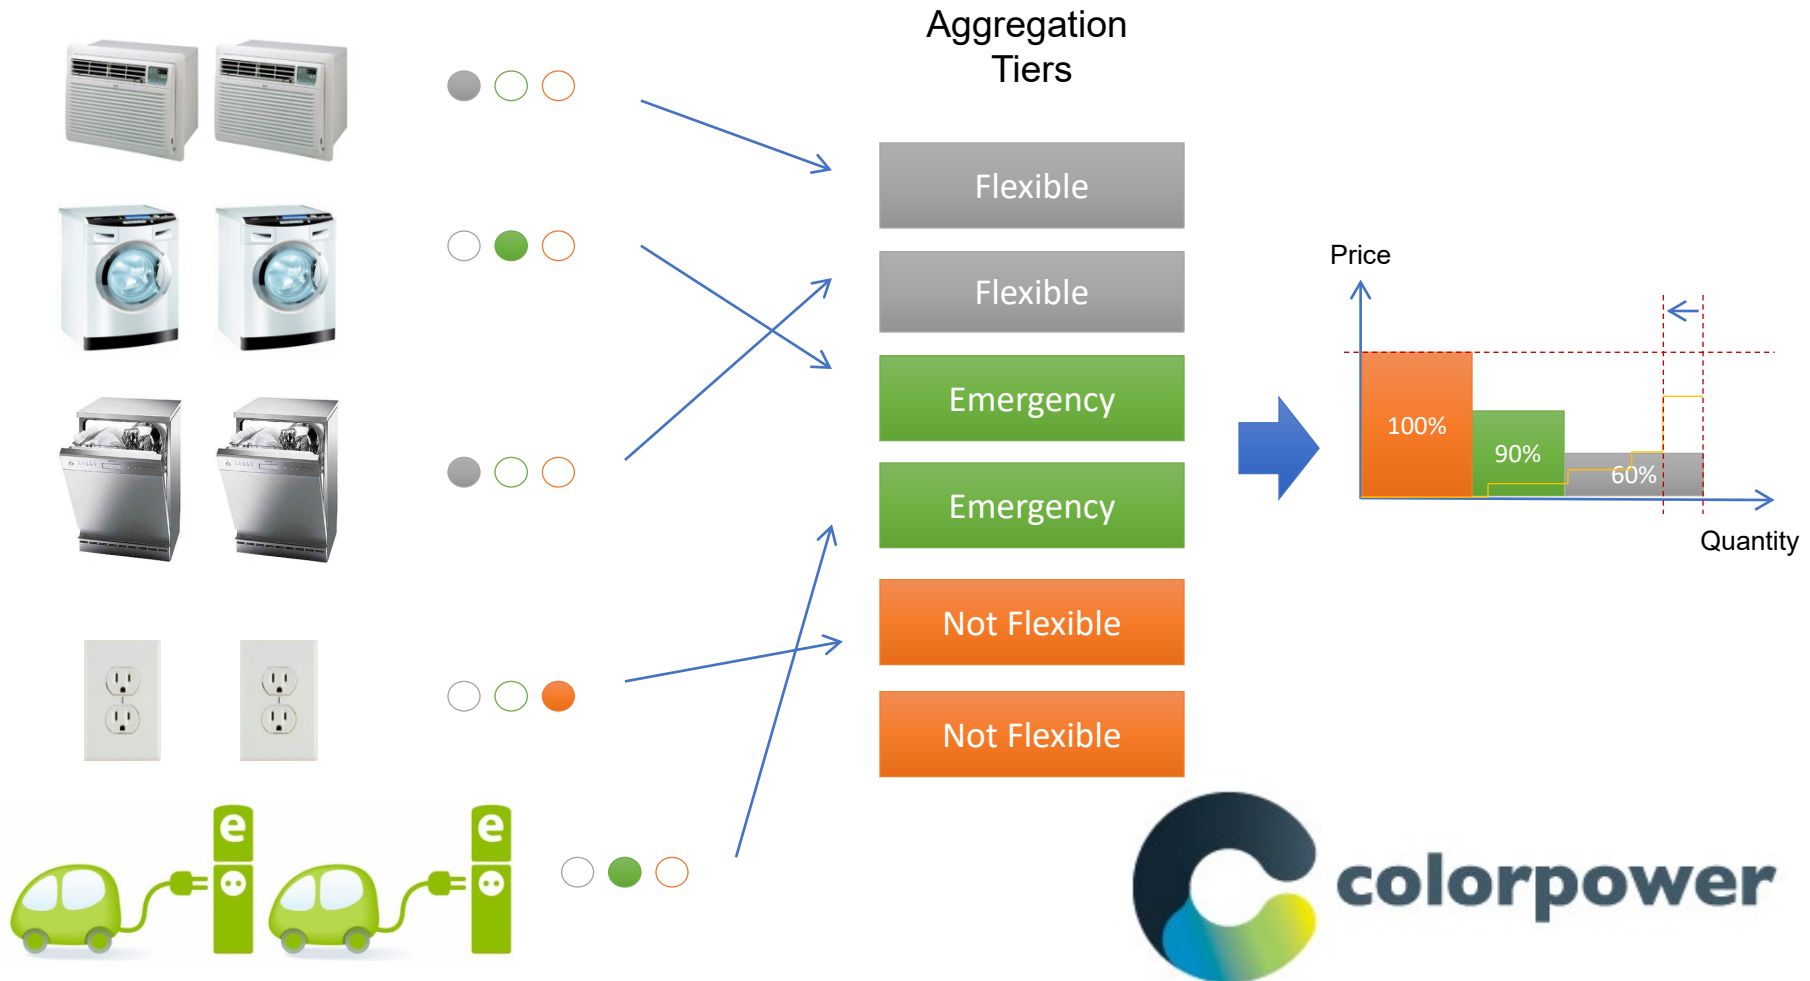 Aggregation
Tiers
Flexible
Flexible
Emergency
Emergency
Not Flexible
Not Flexible
Price
100%
90%
60%
Quantity
e
e
colorpower